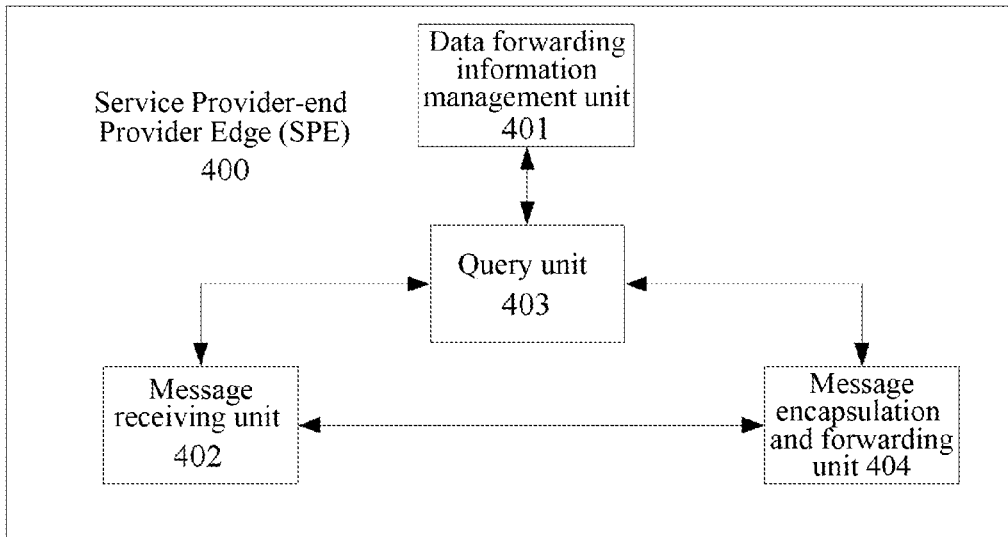 Data forwarding
information
management unit
401
Service Provider-end
Provider Edge (SPE)
400
Query unit
403
Message
receiving unit
402
Message
encapsulation
and forwarding
unit 404